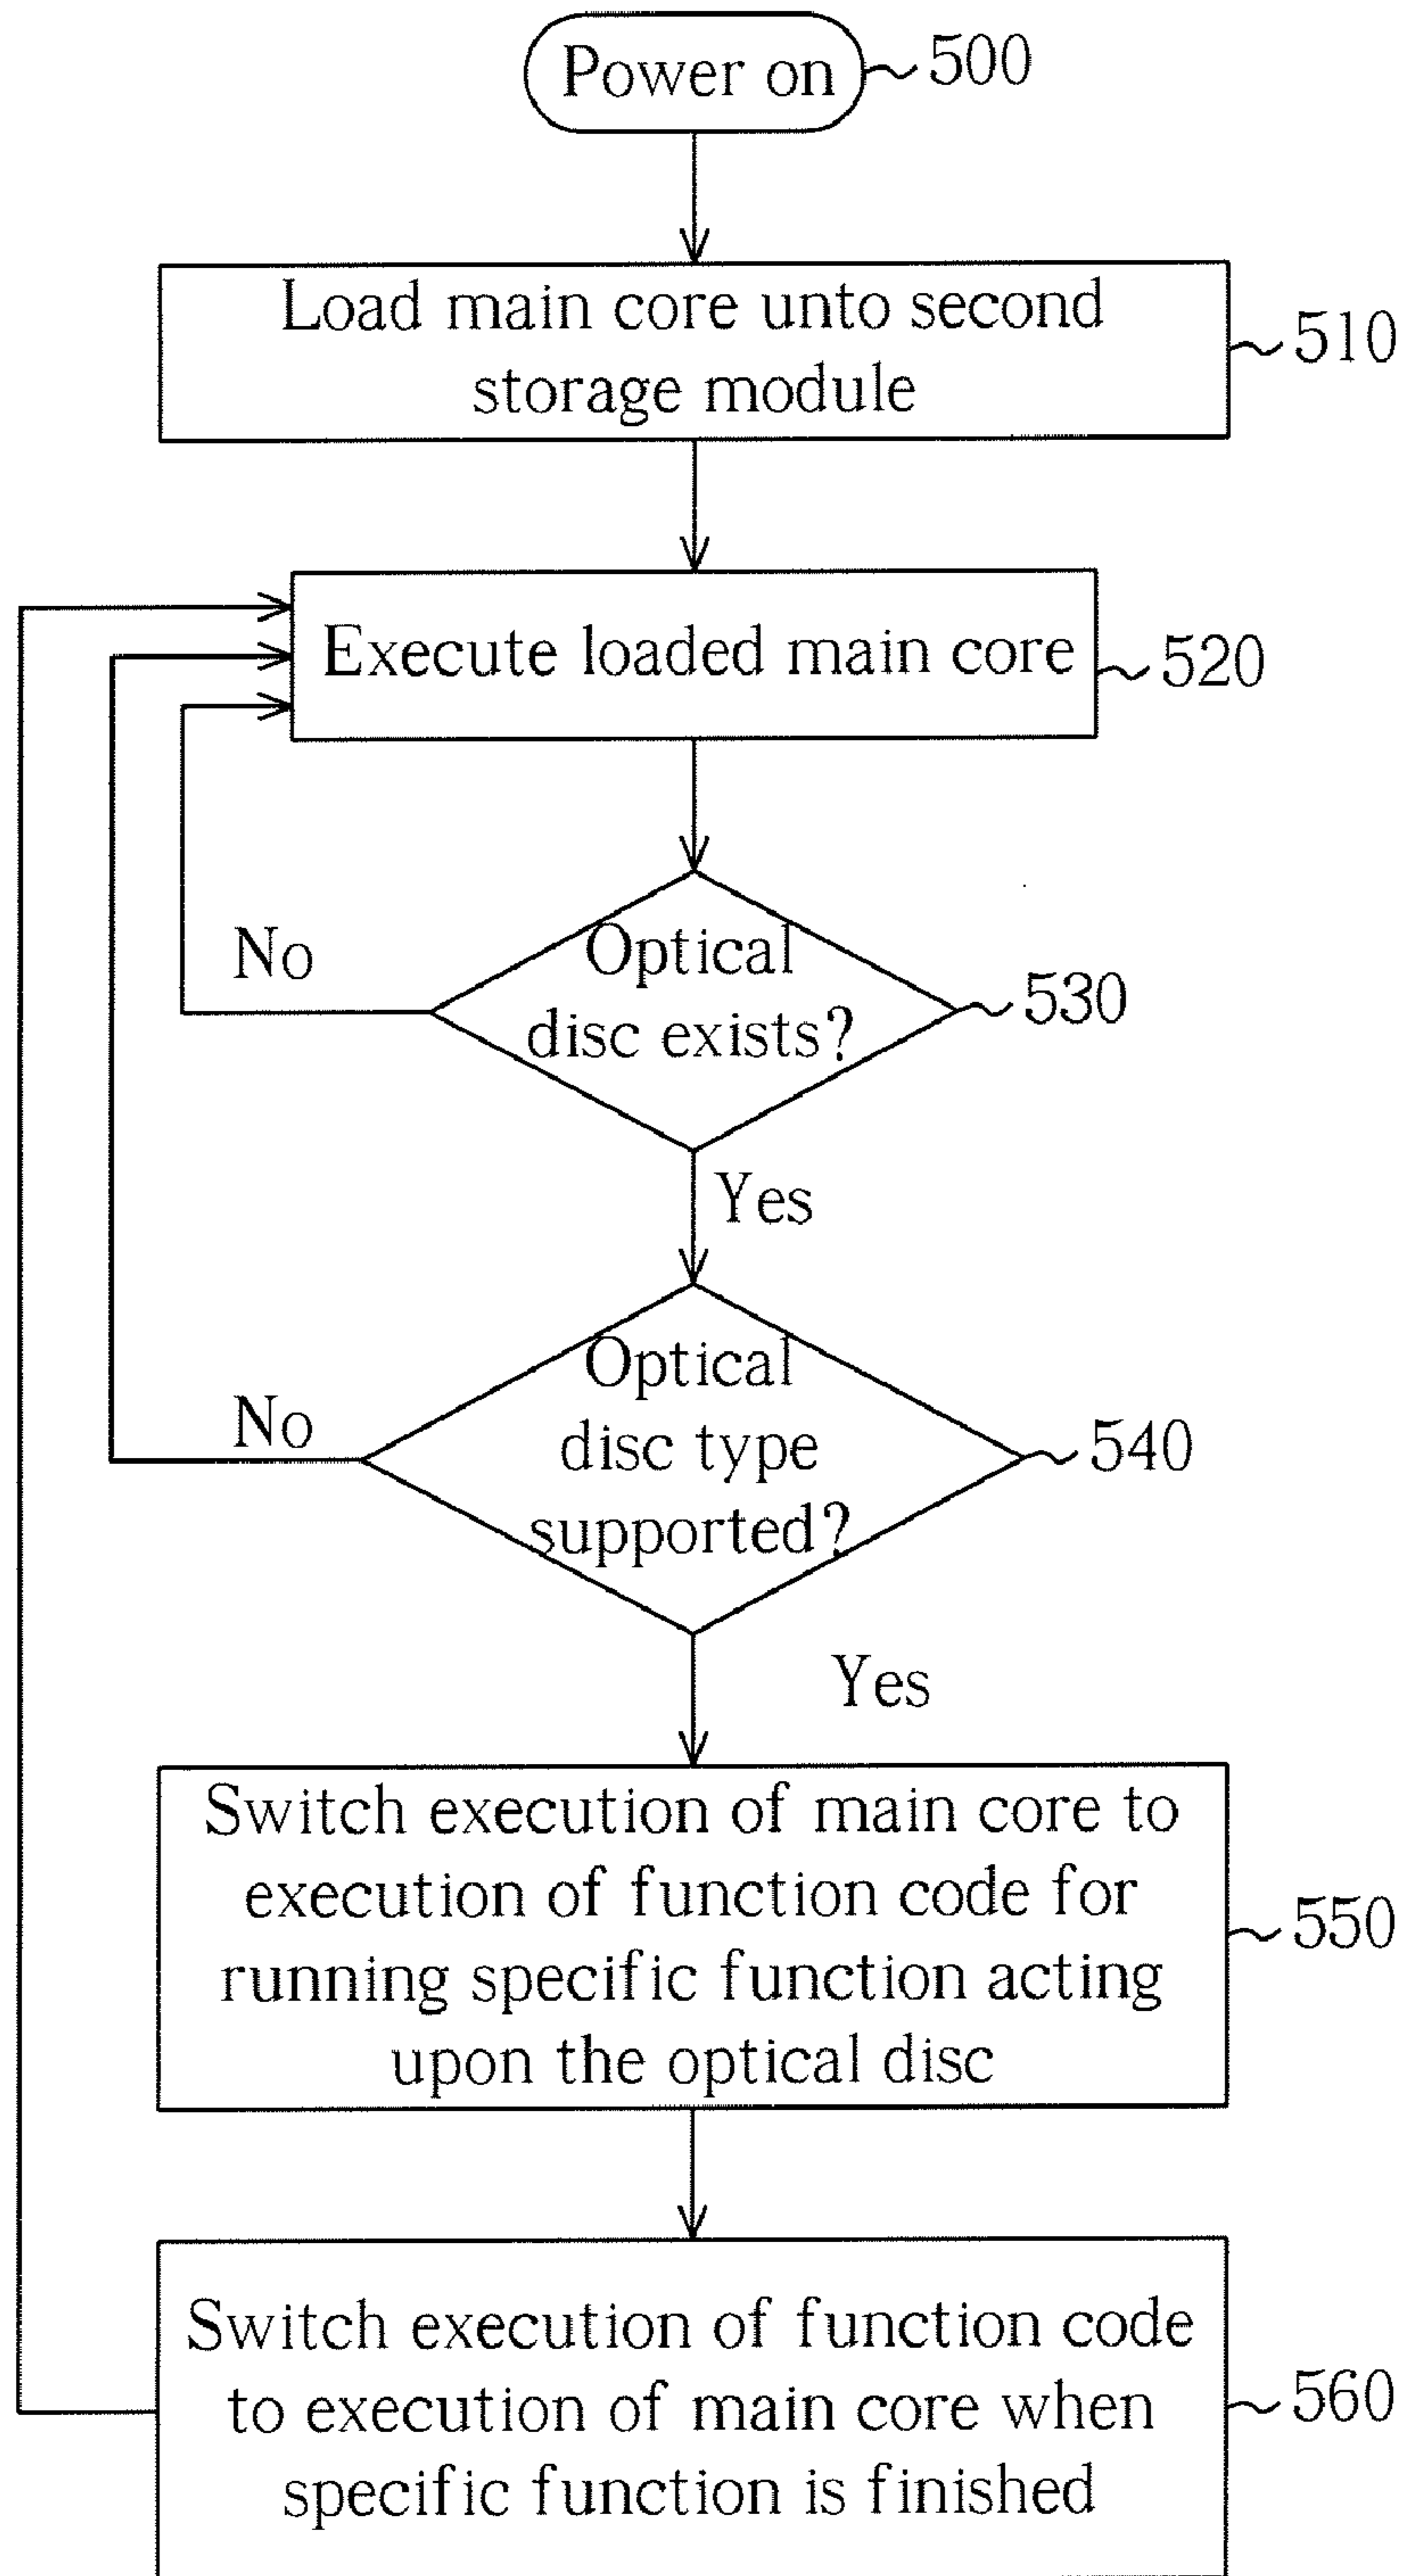 Power on
500
Load main core unto second
storage module
510
Execute loaded main core
520
No
Optical
disc exists?
530
Yes
No
Optical
disc type
supported?
540
Yes
Switch execution of main core to
execution of function code for
running specific function acting
upon the optical disc
550
Switch execution of function code
to execution of main core when
specific function is finished
560